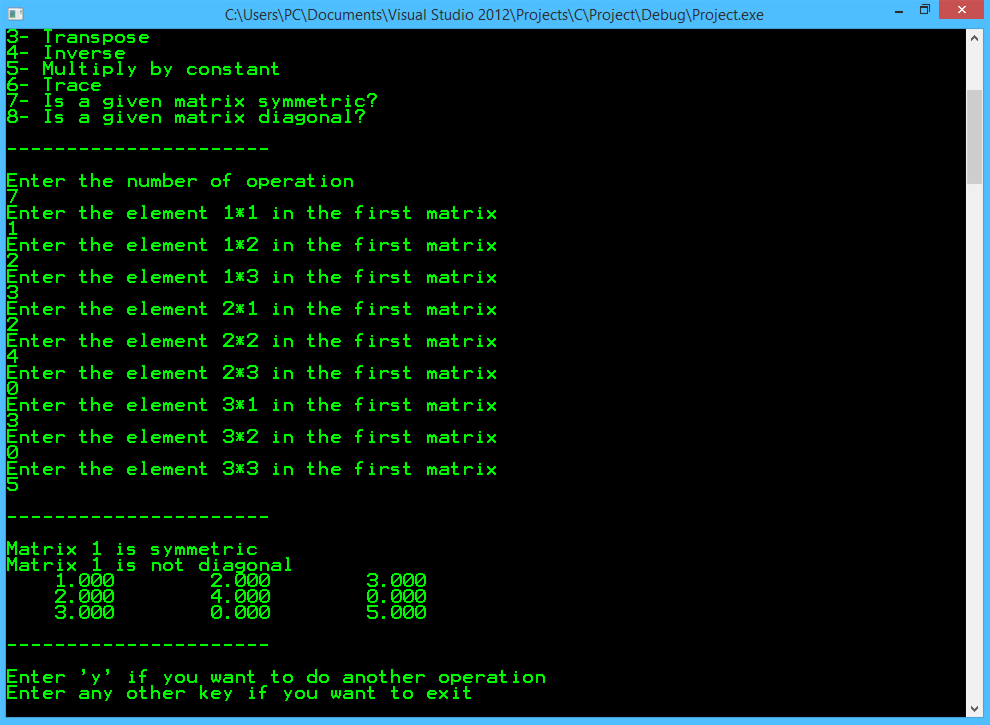 C:\Users\PC\Documents\Visual Studio 2012\Projects\C\Project\Debug\Project.exe
3- Transpose
4- Inverse
5- Multiply by constant
6- Trace
7- Is a given matrix symmetric?
8- Is a given matrix diagonal?
----------------------
Enter the number of operation
7
Enter the element 1*1 in the first matrix
1
Enter the element 1*2 in the first matrix
2
Enter the element 1*3 in the first matrix
3
Enter the element 2*1 in the first matrix
2
Enter the element 2*2 in the first matrix
4
Enter the element 2*3 in the first matrix
0
Enter the element 3*1 in the first matrix
3
Enter the element 3*2 in the first matrix
0
Enter the element 3*3 in the first matrix
5
----------------------
Matrix 1 is symmetric
Matrix 1 is not diagonal
1.000 2.000 3.000
2.000 4.000 0.000
3.000 0.000 5.000
----------------------
Enter 'y' if you want to do another operation
Enter any other key if you want to exit